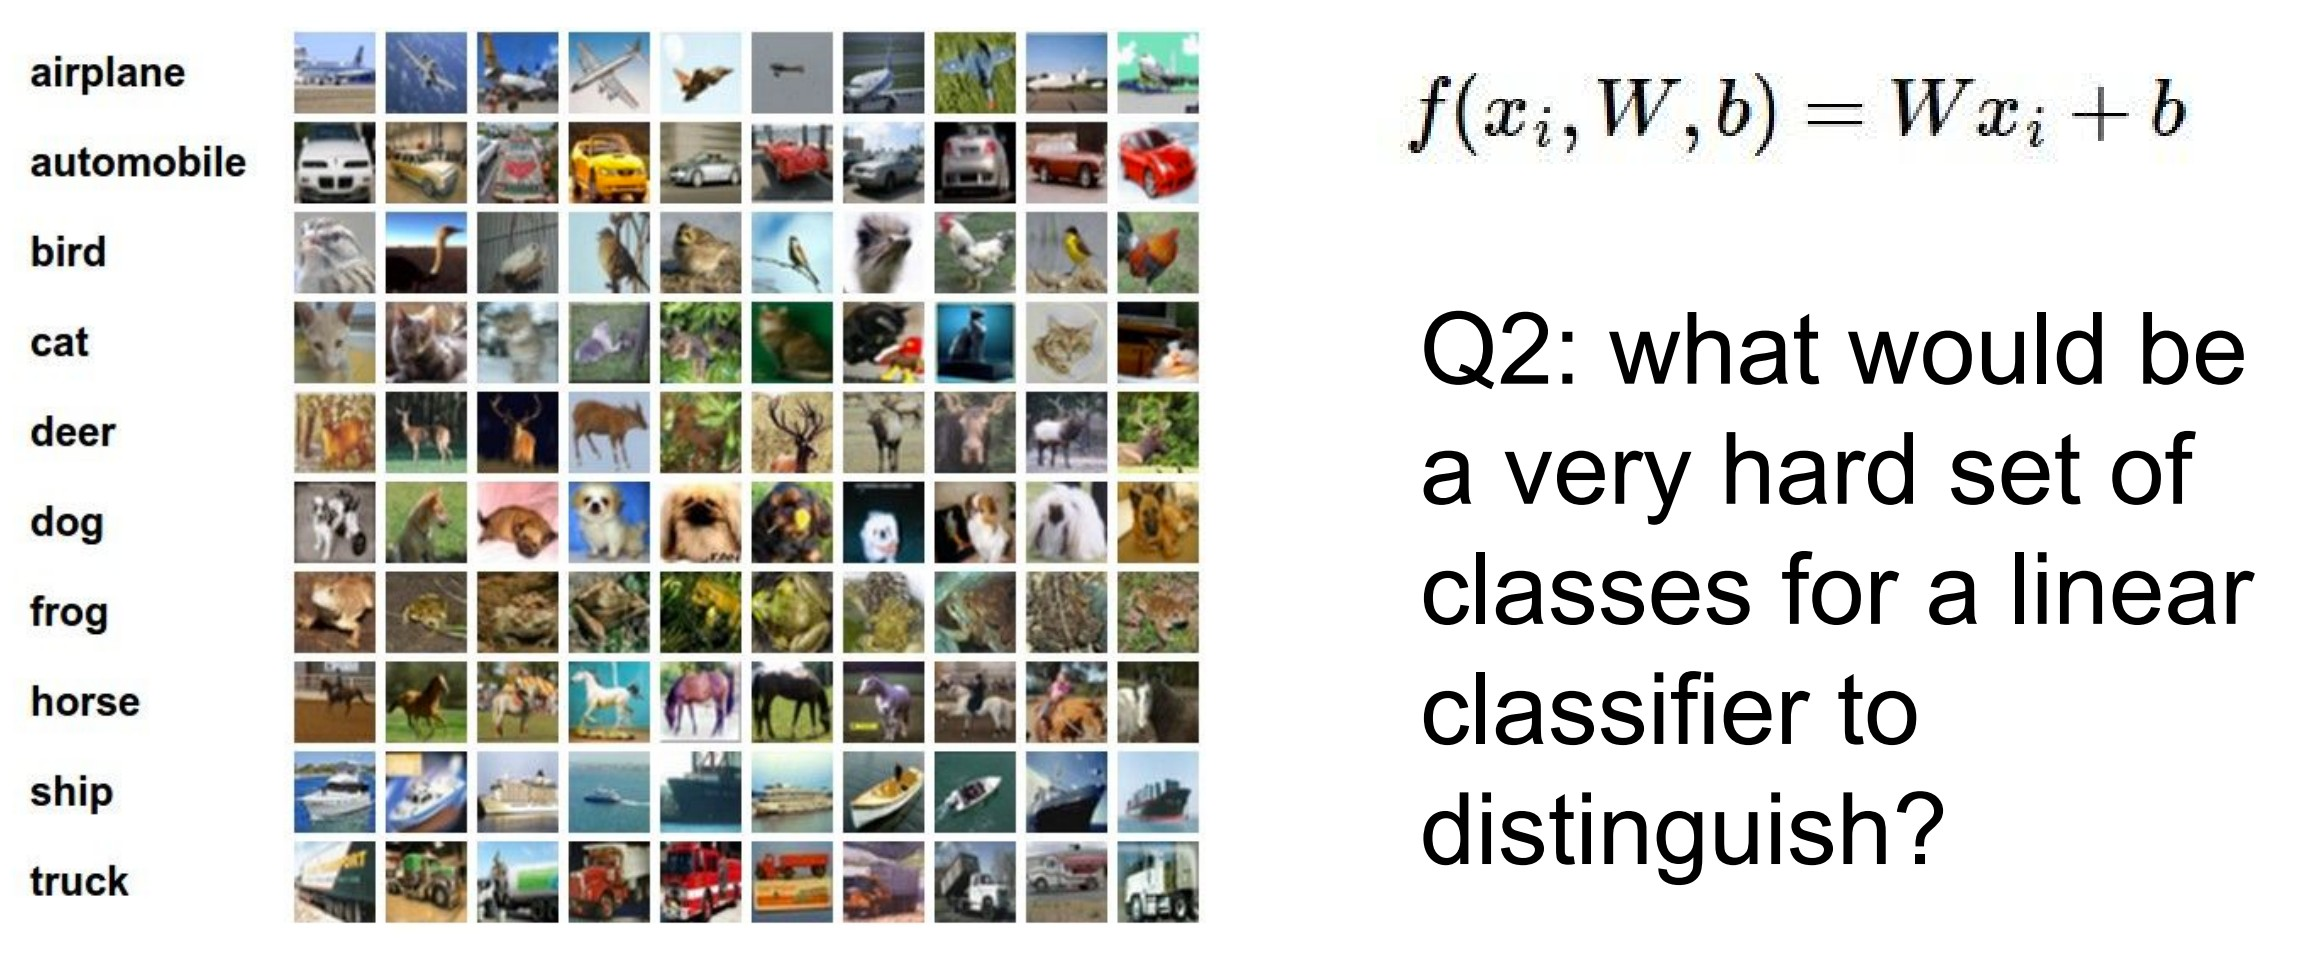 airplane
automobile
bird
cat
deer
dog
frog
horse
ship
truck
f(x_i, W, b) = Wx_i + b
Q2: what would be
a very hard set of
classes for a linear
classifier to
distinguish?